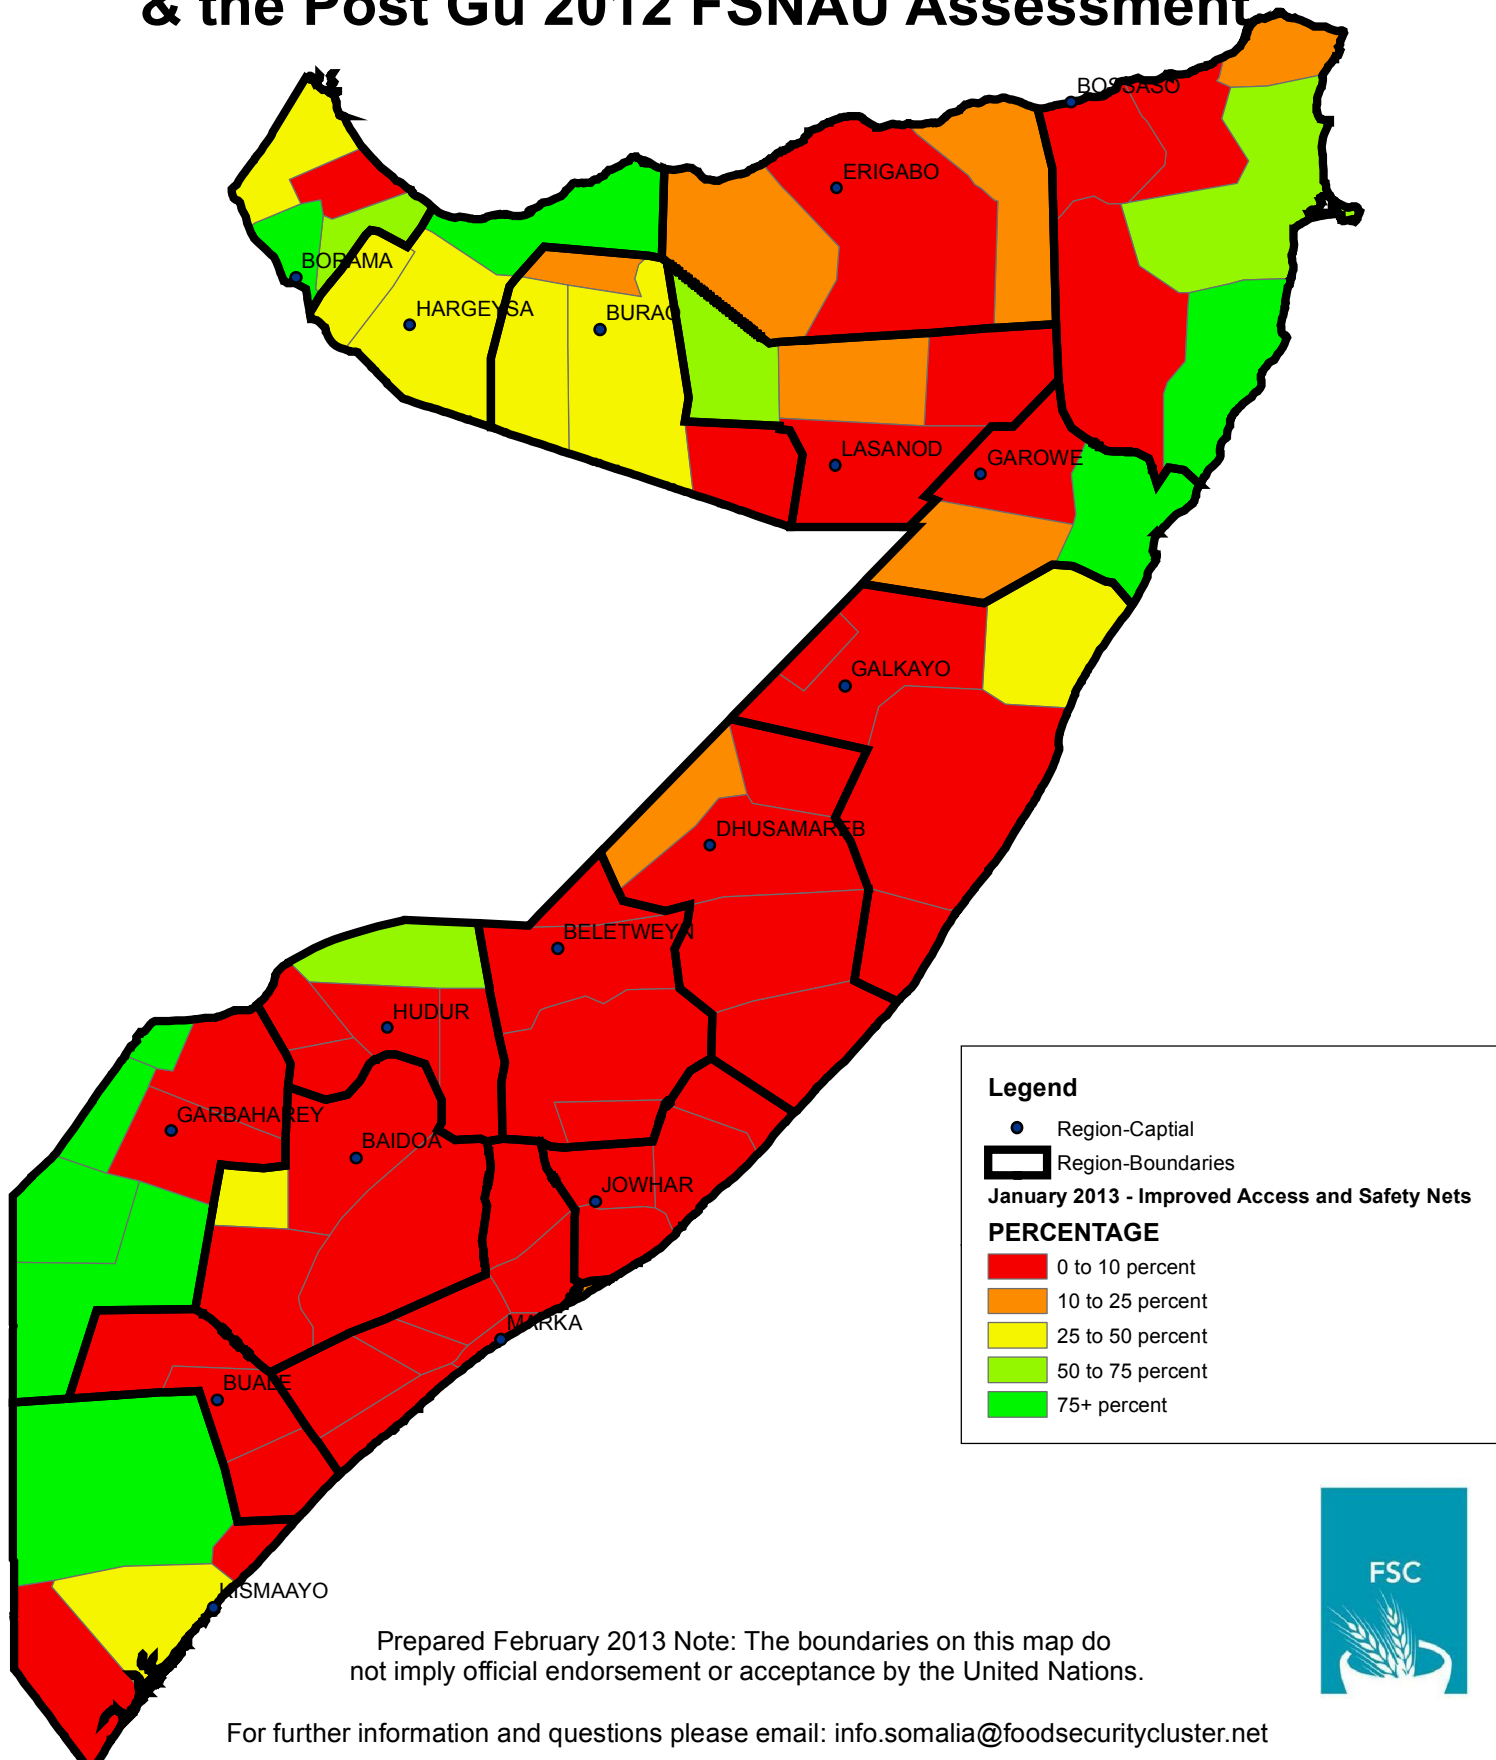 & the Post Gu 2012 FSNAU Assessment
BOSSASO
ERIGABO
BORAMA
HARGEYSA
BURAO
LASANOD
GAROWE
GALKAYO
DHUSAMAREB
BELETWEYN
HUDUR
GARBAHAREY
BAIDOA
JOWHAR
MARKA
BUALE
KISMAAYO
Legend
Region-Captial
Region-Boundaries
January 2013 - Improved Access and Safety Nets
PERCENTAGE
0 to 10 percent
10 to 25 percent
25 to 50 percent
50 to 75 percent
75+ percent
FSC
Prepared February 2013 Note: The boundaries on this map do
not imply official endorsement or acceptance by the United Nations.
For further information and questions please email: info.somalia@foodsecuritycluster.net